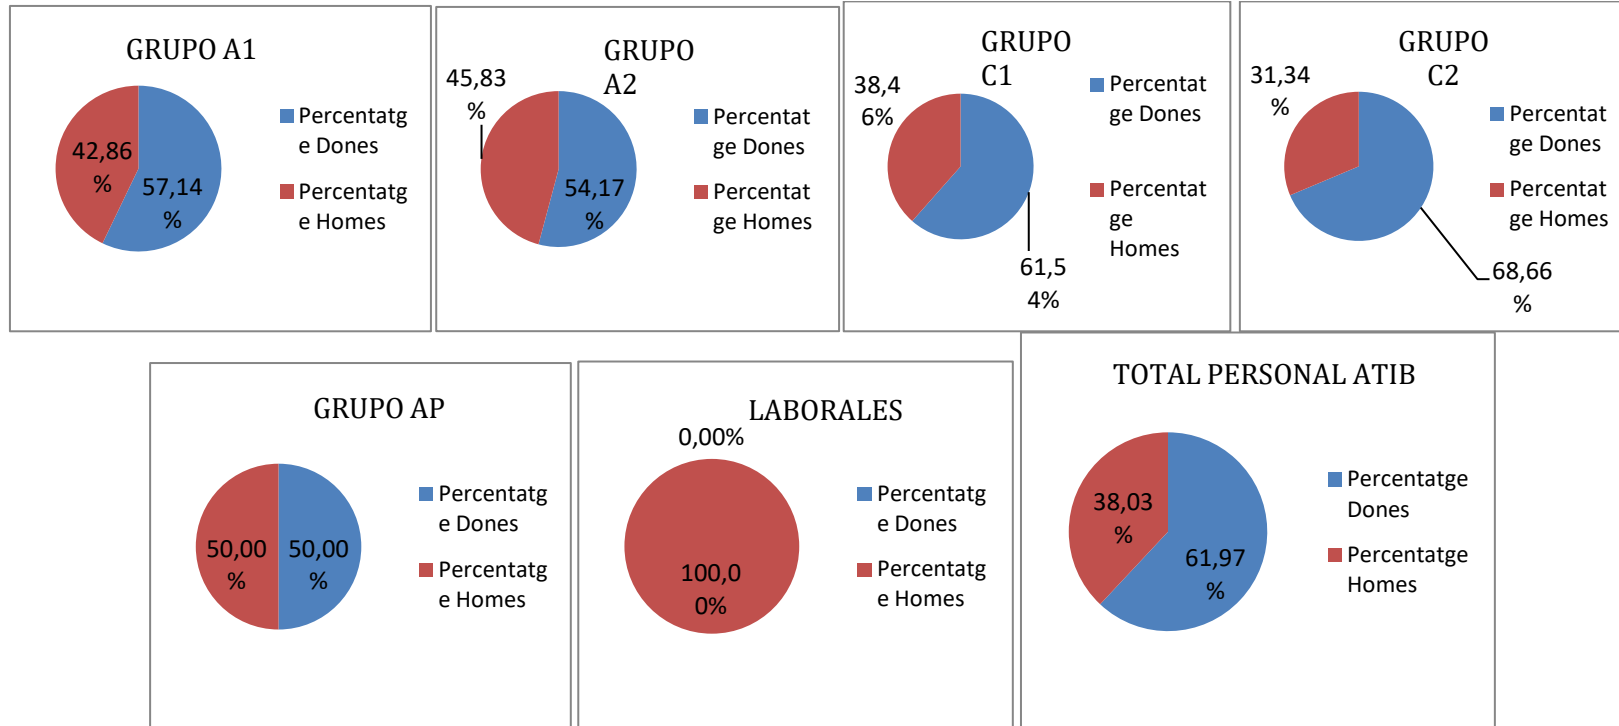 GRUPO A1
42,86
%
57,14
%
Percentatg
e Dones
Percentatg
e Homes
GRUPO
A2
45,83
%
54,17
%
Percentat
ge Dones
Percentat
ge Homes
GRUPO
C1
38,4
6%
61,5
4%
Percentat
ge Dones
Percentat
ge
Homes
GRUPO
C2
31,34
%
68,66
%
Percentat
ge Dones
Percentat
ge Homes
GRUPO AP
50,00
%
50,00
%
Percentatg
e Dones
Percentatg
e Homes
LABORALES
0,00%
100,0
0%
Percentatg
e Dones
Percentatg
e Homes
TOTAL PERSONAL ATIB
38,03
%
61,97
%
Percentatge
Dones
Percentatge
Homes